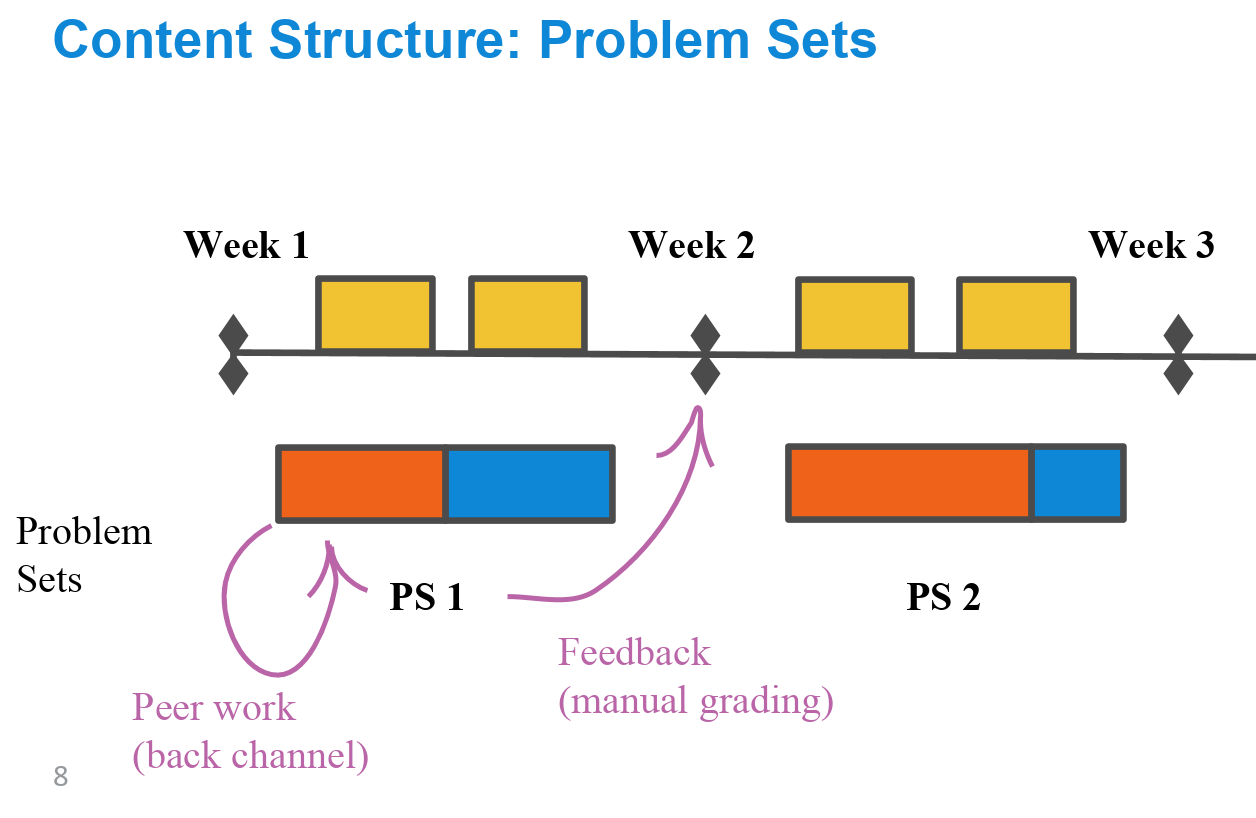 Content Structure: Problem Sets
Week 1
Week 2
Week 3
Problem
Sets
PS 1
PS 2
Feedback
(manual grading)
Peer work
(back channel)
8